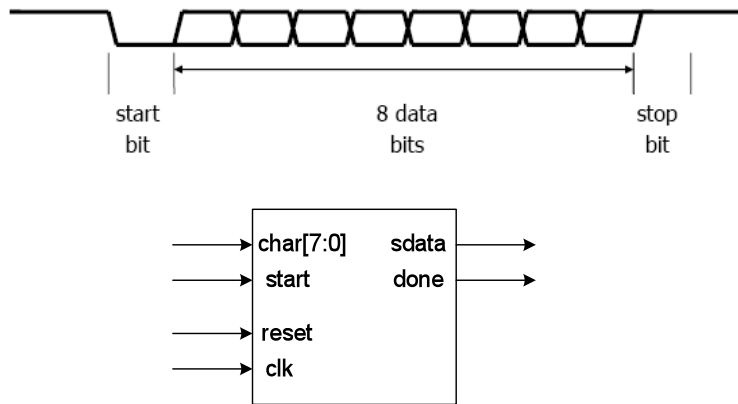 start 8 data stop
bit bits bit
char[7:0] sdata
start done
reset
clk